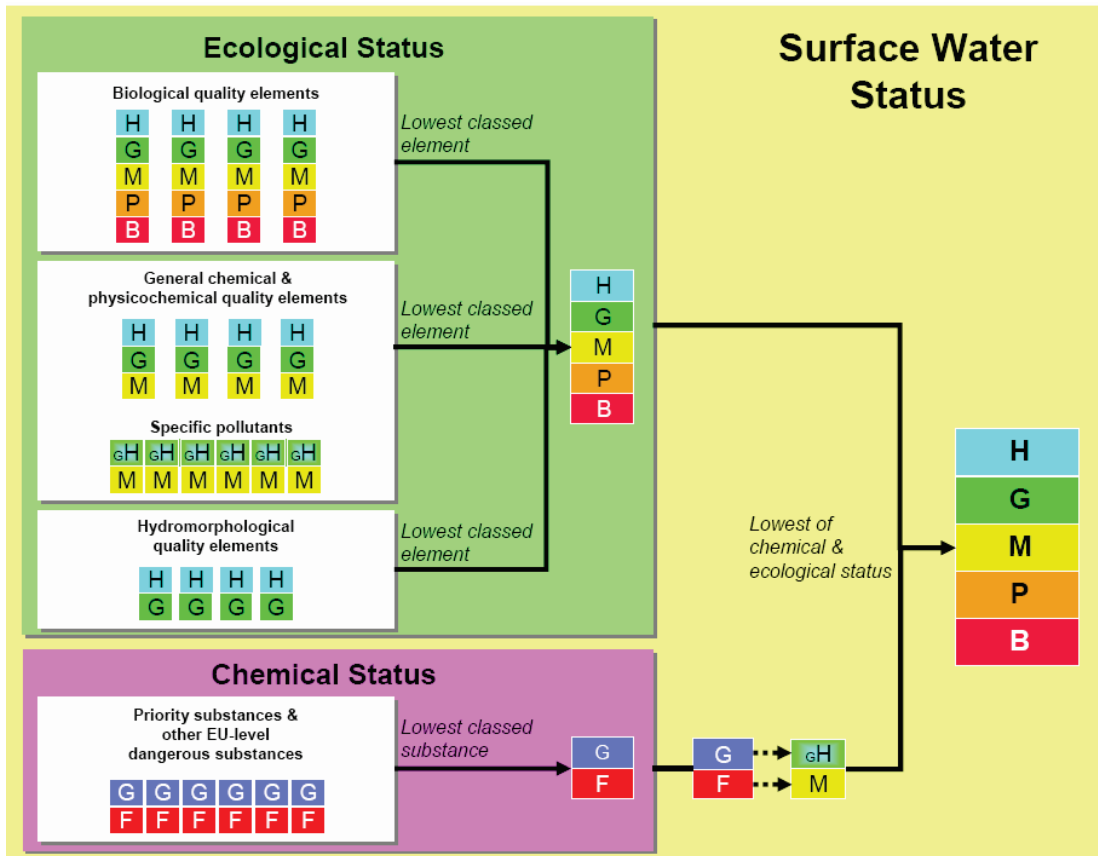 Ecological Status
Surface Water
Status
Biological quality elements
H H H H
G G G G
M M M M
P P P P
B B B B
Lowest classed
element
General chemical &
physicochemical quality elements
H H H H
G G G G
M M M M
Lowest classed
element
Specific pollutants
GH GH GH GH GH GH
M M M M M M
Hydromorphological
quality elements
H H H H
G G G G
Lowest classed
element
H
G
M
P
B
Chemical Status
Priority substances &
other EU-level
dangerous substances
G G G G G G
F F F F F F
Lowest classed
substance
G
F
G
F
GH
M
Lowest of
chemical &
ecological status
H
G
M
P
B